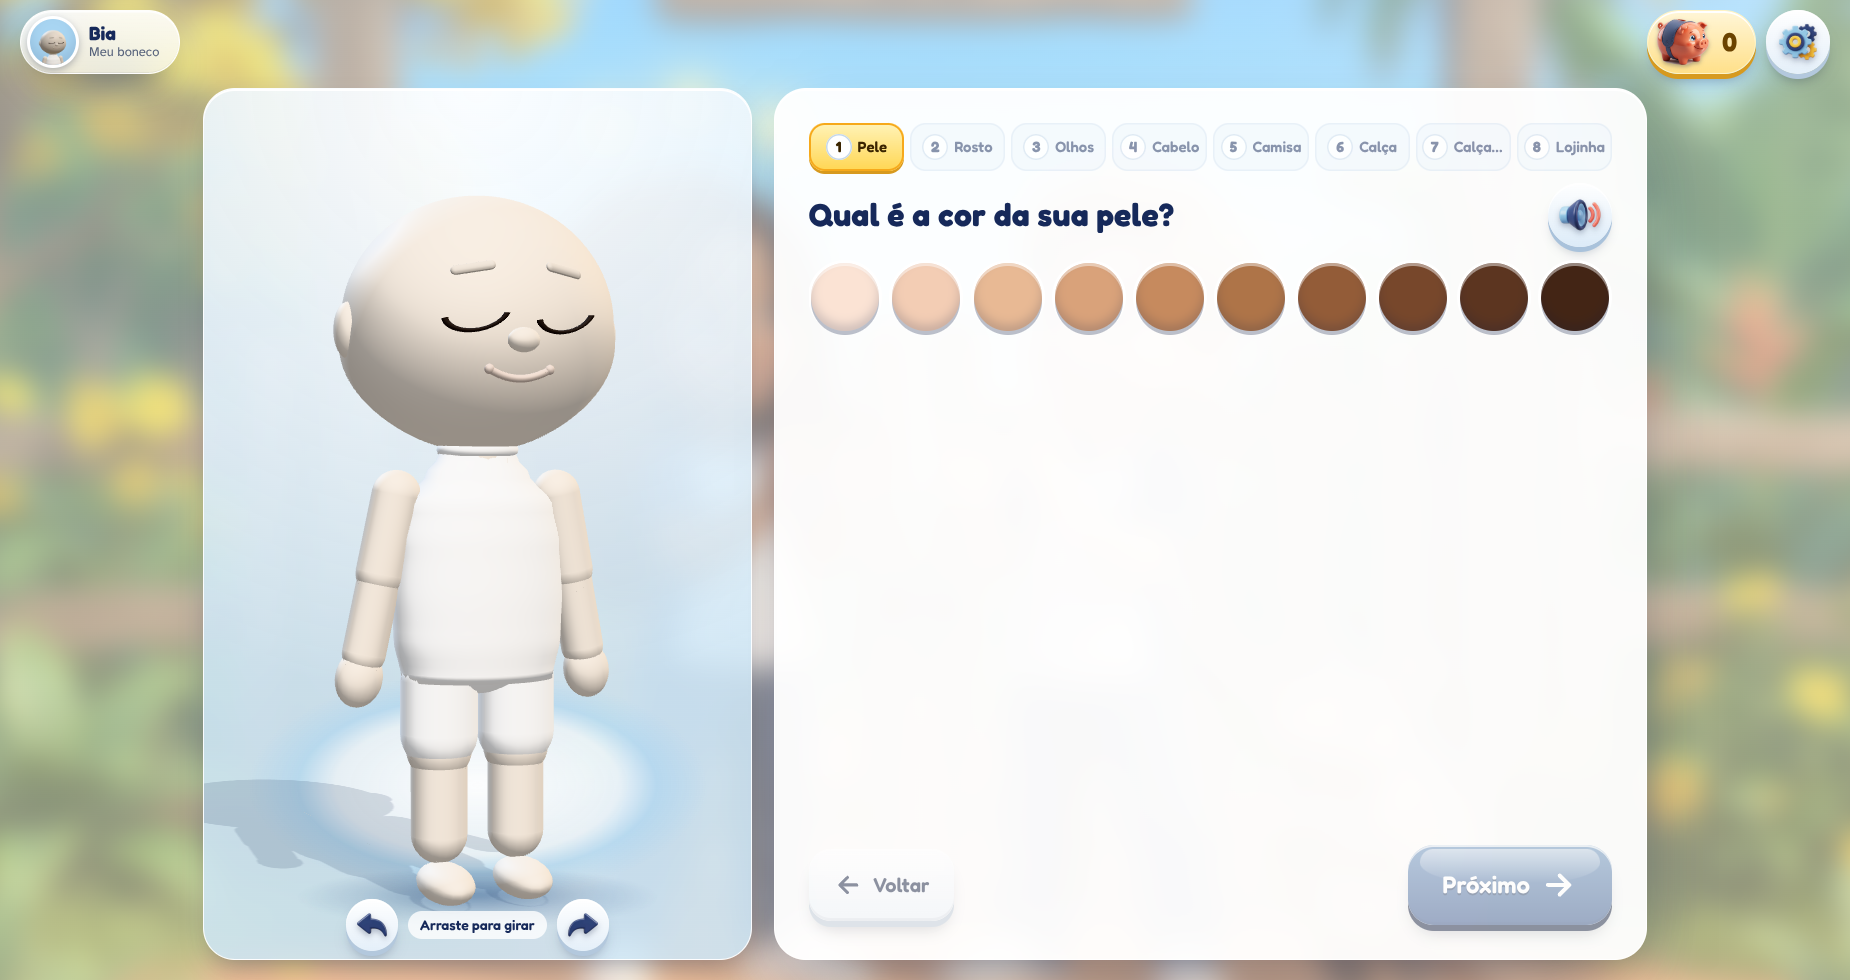 Bia
Meu boneco
0
1 Pele
2 Rosto
3 Olhos
4 Cabelo
5 Camisa
6 Calça
7 Calça...
8 Lojinha
Qual é a cor da sua pele?
Voltar
Próximo
Arraste para girar